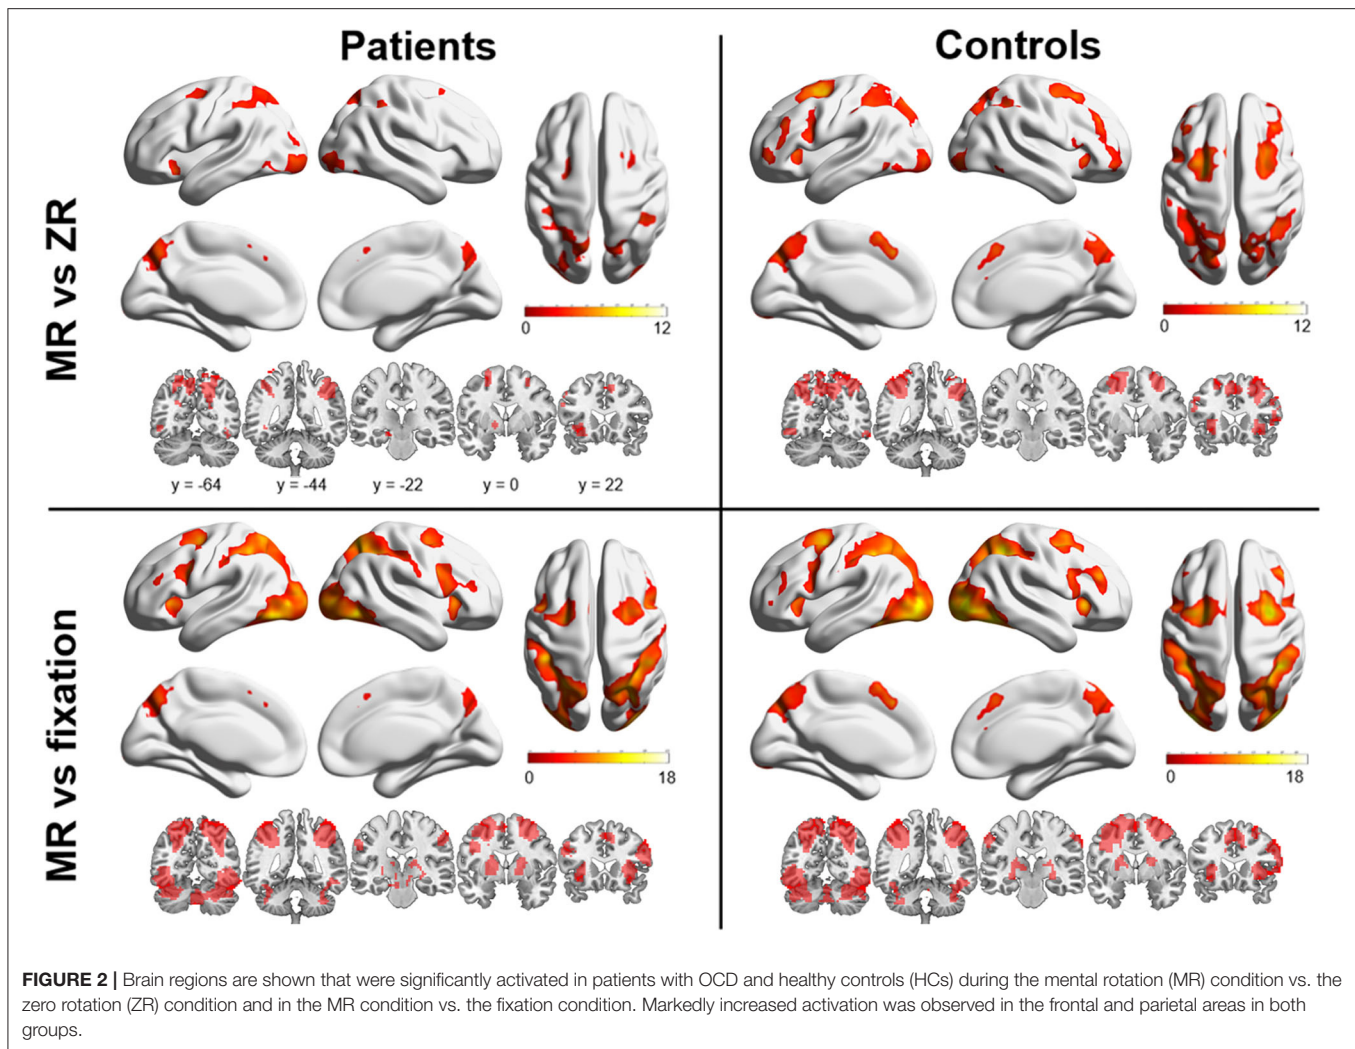 Patients
Controls
MR vs ZR
0 12
0 12
y = -64 y = -44 y = -22 y = 0 y = 22
MR vs fixation
0 18
0 18
FIGURE 2 | Brain regions are shown that were significantly activated in patients with OCD and healthy controls (HCs) during the mental rotation (MR) condition vs. the
zero rotation (ZR) condition and in the MR condition vs. the fixation condition. Markedly increased activation was observed in the frontal and parietal areas in both
groups.